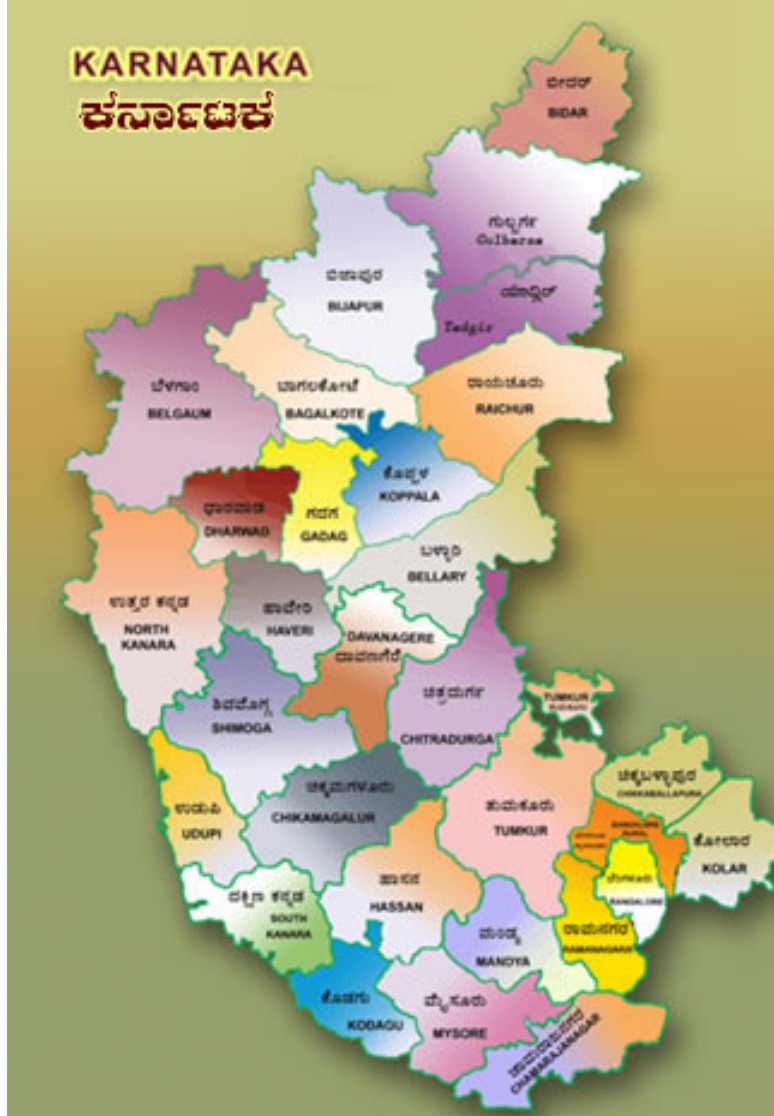 KARNATAKA
ಕರ್ನಾಟಕ
ಬೀದರ್
BIDAR
ಗುಲ್ಬರ್ಗ
ಬಿಜಾಪುರ
BIJAPUR
Yadgir
ಬೆಳಗಾಂ
BELGAUM
ಬಾಗಲಕೋಟೆ
BAGALKOTE
ರಾಯಚೂರು
RAICHUR
ಕೊಪ್ಪಳ
KOPPALA
ಧಾರವಾಡ
DHARWAD
ಗದಗ
GADAG
ಬಳ್ಳಾರಿ
BELLARY
ಉತ್ತರ ಕನ್ನಡ
NORTH
KANARA
ಹಾವೇರಿ
HAVERI
DAVANAGERE
ದಾವಣಗೆರೆ
ಶಿವಮೊಗ್ಗ
SHIMOGA
ಚಿತ್ರದುರ್ಗ
CHITRADURGA
TUMKUR
ಚಿಕ್ಕಬಳ್ಳಾಪುರ
CHIKKABALLAPURA
ಚಿಕ್ಕಮಗಳೂರು
CHIKAMAGALUR
ಉಡುಪಿ
UDUPI
ತುಮಕೂರು
TUMKUR
BANGALORE
RURAL
ಕೋಲಾರ
KOLAR
ಬೆಂಗಳೂರು
BANGALORE
ಹಾಸನ
HASSAN
ದಕ್ಷಿಣ ಕನ್ನಡ
SOUTH
KANARA
ರಾಮನಗರ
RAMANAGARA
ಮಂಡ್ಯ
MANDYA
ಕೊಡಗು
KODAGU
ಮೈಸೂರು
MYSORE
ಚಾಮರಾಜನಗರ
CHAMARAJANAGAR